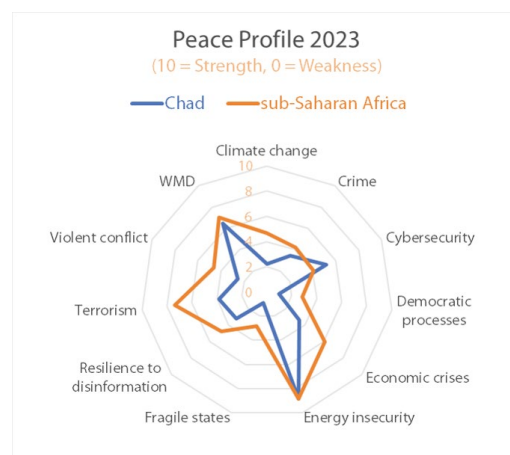 Peace Profile 2023
(10 = Strength, 0 = Weakness)
Chad sub-Saharan Africa
Climate change
10
WMD
Crime
8
6
Violent conflict
Cybersecurity
4
2
0
Terrorism
Democratic
processes
Resilience to
disinformation
Economic crises
Fragile states
Energy insecurity